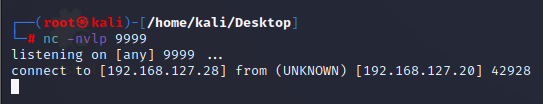 ┌──(root㉿kali)-[/home/kali/Desktop]
└─# nc -nvlp 9999
listening on [any] 9999 ...
connect to [192.168.127.28] from (UNKNOWN) [192.168.127.20] 42928